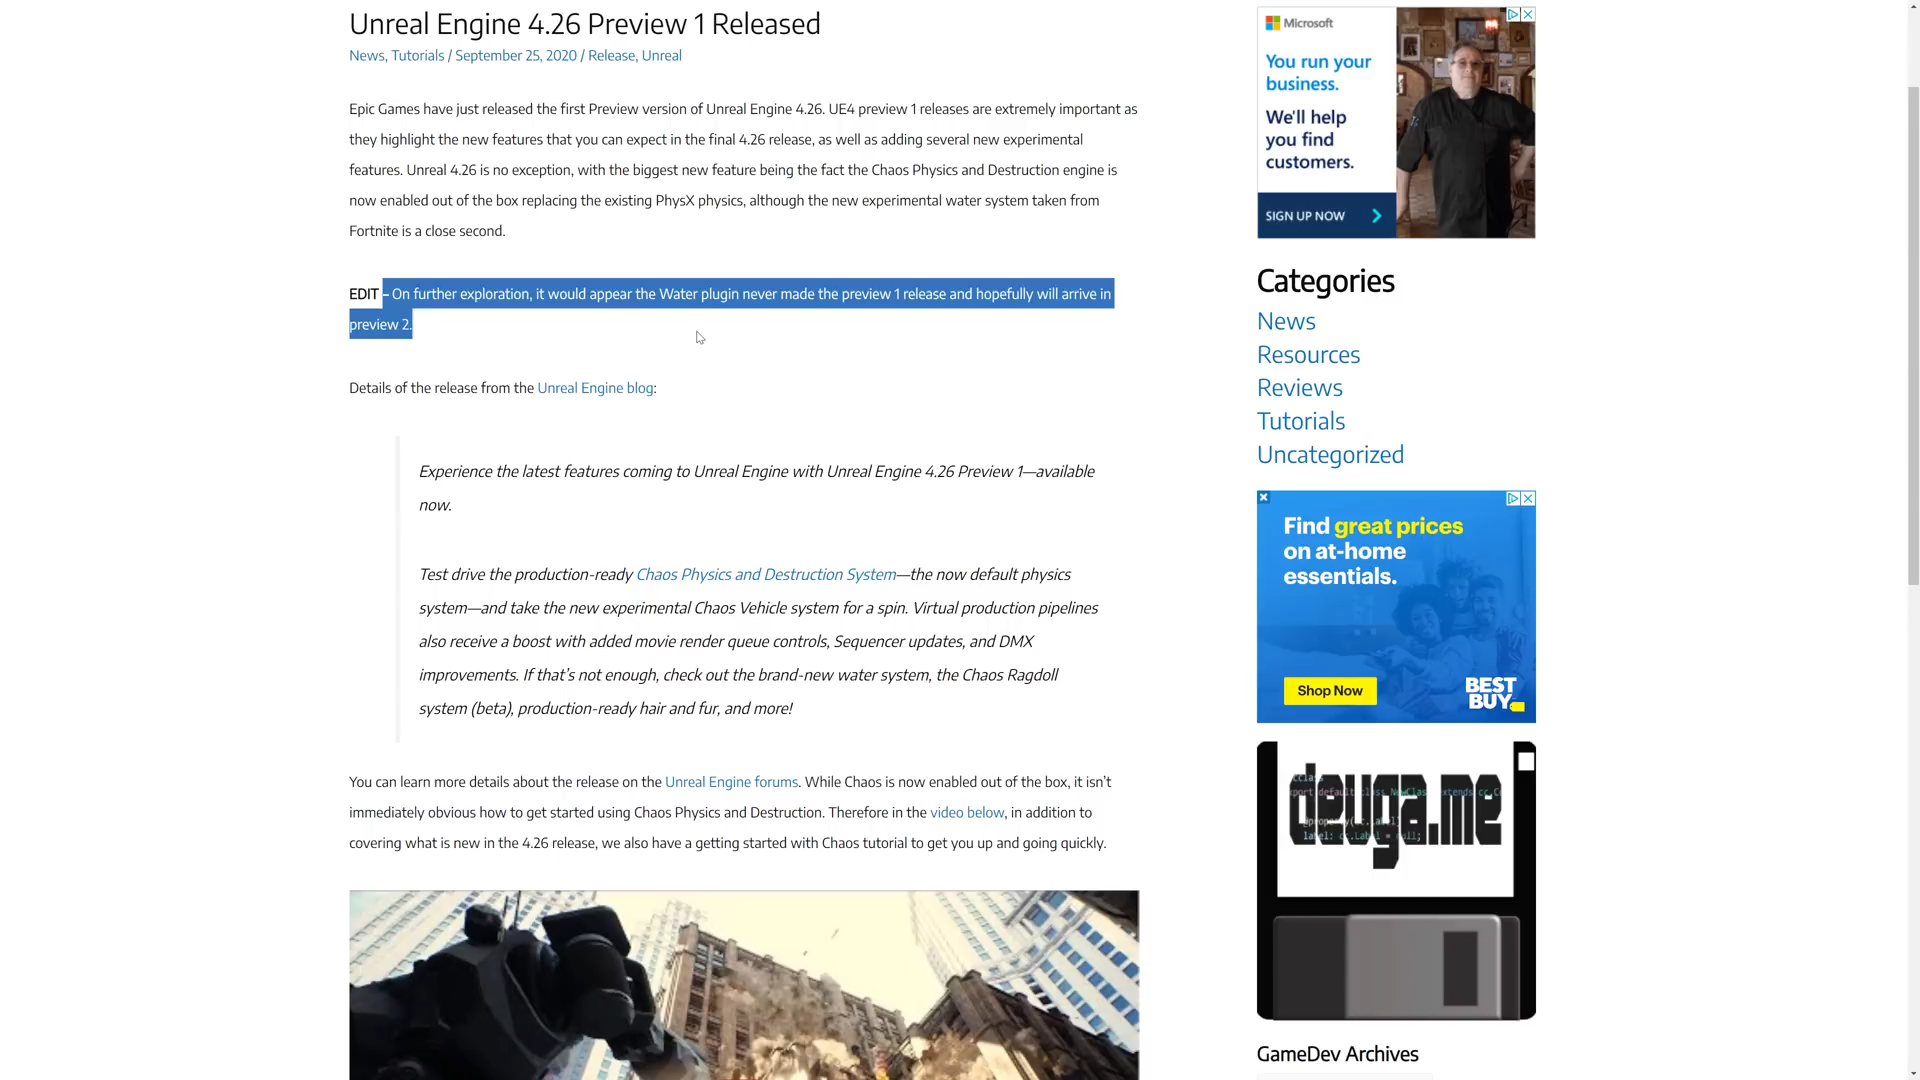 Unreal Engine 4.26 Preview 1 Released
News, Tutorials / September 25, 2020 / Release, Unreal
Epic Games have just released the first Preview version of Unreal Engine 4.26. UE4 preview 1 releases are extremely important as
they highlight the new features that you can expect in the final 4.26 release, as well as adding several new experimental
features. Unreal 4.26 is no exception, with the biggest new feature being the fact the Chaos Physics and Destruction engine is
now enabled out of the box replacing the existing PhysX physics, although the new experimental water system taken from
Fortnite is a close second.
EDIT – On further exploration, it would appear the Water plugin never made the preview 1 release and hopefully will arrive in
preview 2.
Details of the release from the Unreal Engine blog:
Experience the latest features coming to Unreal Engine with Unreal Engine 4.26 Preview 1—available
now.
Test drive the production-ready Chaos Physics and Destruction System—the now default physics
system—and take the new experimental Chaos Vehicle system for a spin. Virtual production pipelines
also receive a boost with added movie render queue controls, Sequencer updates, and DMX
improvements. If that's not enough, check out the brand-new water system, the Chaos Ragdoll
system (beta), production-ready hair and fur, and more!
You can learn more details about the release on the Unreal Engine forums. While Chaos is now enabled out of the box, it isn't
immediately obvious how to get started using Chaos Physics and Destruction. Therefore in the video below, in addition to
covering what is new in the 4.26 release, we also have a getting started with Chaos tutorial to get you up and going quickly.
Microsoft
You run your
business.
We'll help
you find
customers.
SIGN UP NOW
Categories
News
Resources
Reviews
Tutorials
Uncategorized
Find great prices
on at-home
essentials.
Shop Now
BEST
BUY
devga.me
GameDev Archives